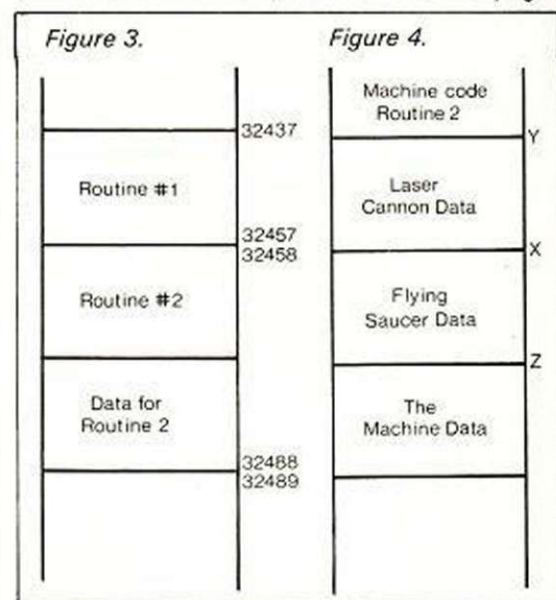 Figure 3.
32437
Routine #1
32457
32458
Routine #2
Data for
Routine 2
32488
32489
Figure 4.
Machine code
Routine 2
Y
Laser
Cannon Data
X
Flying
Saucer Data
Z
The
Machine Data